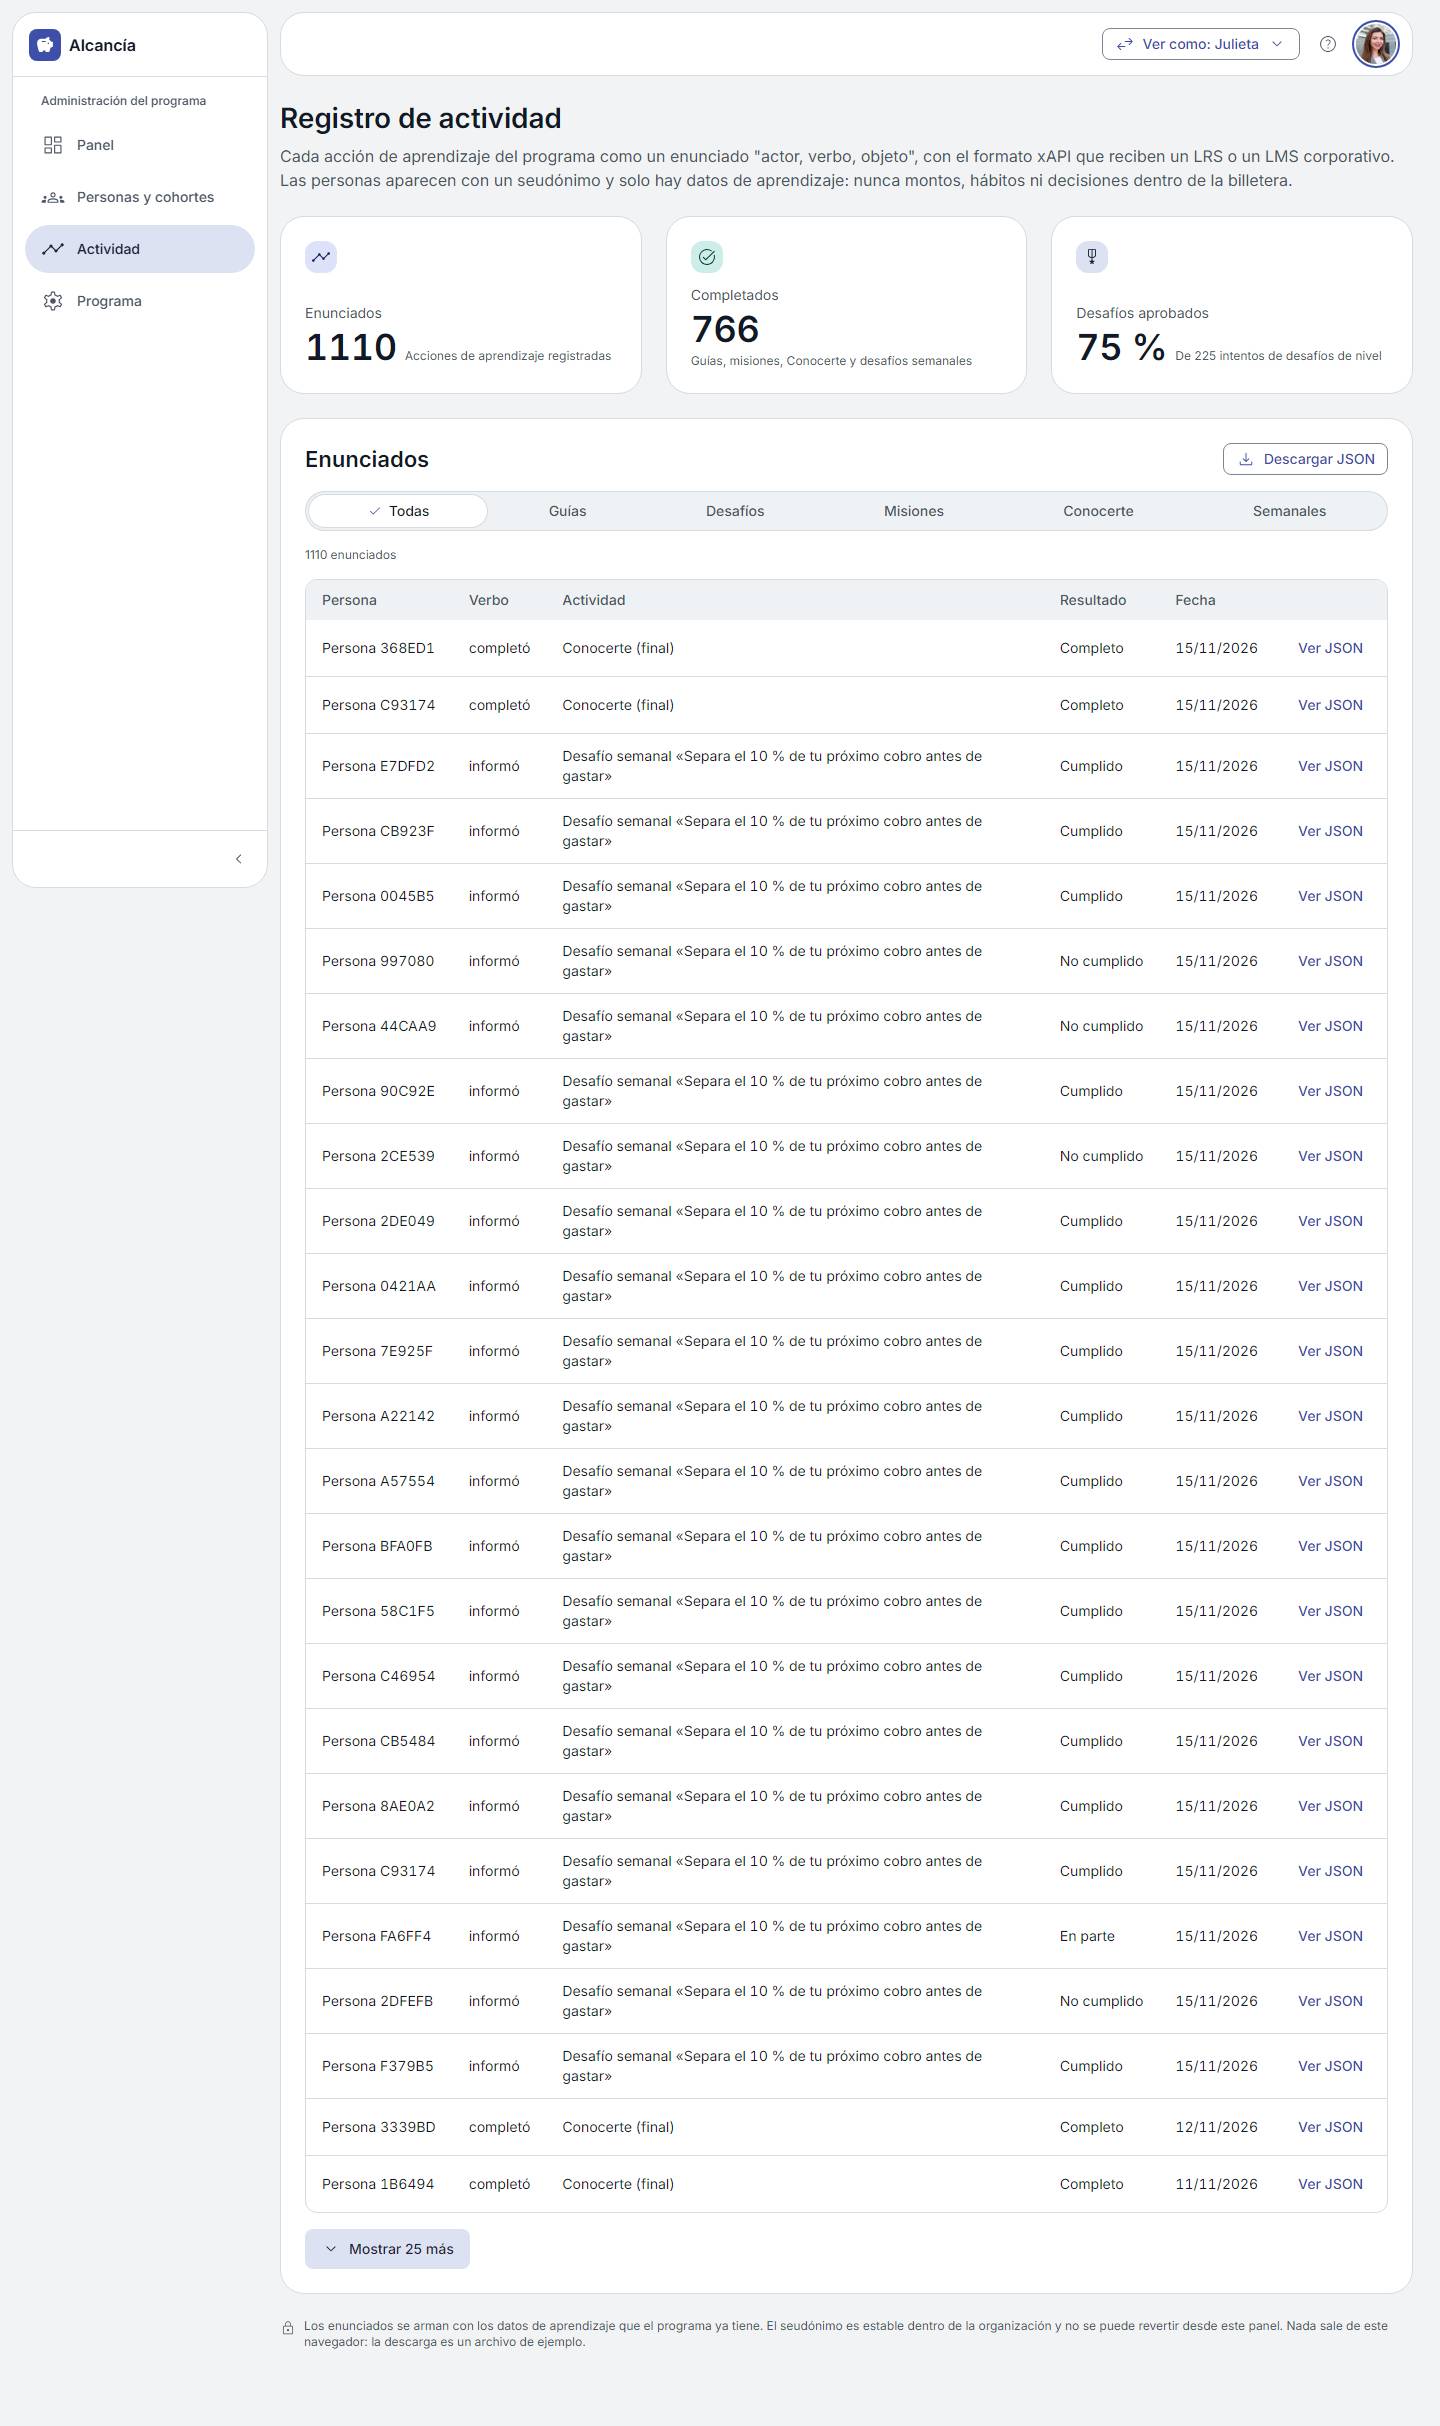 Alcancía
Ver como: Julieta
Administración del programa
Panel
Personas y cohortes
Actividad
Programa
Registro de actividad
Cada acción de aprendizaje del programa como un enunciado "actor, verbo, objeto", con el formato xAPI que reciben un LRS o un LMS corporativo.
Las personas aparecen con un seudónimo y solo hay datos de aprendizaje: nunca montos, hábitos ni decisiones dentro de la billetera.
Enunciados
1110 Acciones de aprendizaje registradas
Completados
766
Guías, misiones, Conocerte y desafíos semanales
Desafíos aprobados
75 % De 225 intentos de desafíos de nivel
Enunciados
Descargar JSON
Todas Guías Desafíos Misiones Conocerte Semanales
1110 enunciados
Persona Verbo Actividad Resultado Fecha
Persona 368ED1 completó Conocerte (final) Completo 15/11/2026 Ver JSON
Persona C93174 completó Conocerte (final) Completo 15/11/2026 Ver JSON
Persona E7DFD2 informó Desafío semanal «Separa el 10 % de tu próximo cobro antes de
gastar» Cumplido 15/11/2026 Ver JSON
Persona CB923F informó Desafío semanal «Separa el 10 % de tu próximo cobro antes de
gastar» Cumplido 15/11/2026 Ver JSON
Persona 0045B5 informó Desafío semanal «Separa el 10 % de tu próximo cobro antes de
gastar» Cumplido 15/11/2026 Ver JSON
Persona 997080 informó Desafío semanal «Separa el 10 % de tu próximo cobro antes de
gastar» No cumplido 15/11/2026 Ver JSON
Persona 44CAA9 informó Desafío semanal «Separa el 10 % de tu próximo cobro antes de
gastar» No cumplido 15/11/2026 Ver JSON
Persona 90C92E informó Desafío semanal «Separa el 10 % de tu próximo cobro antes de
gastar» Cumplido 15/11/2026 Ver JSON
Persona 2CE539 informó Desafío semanal «Separa el 10 % de tu próximo cobro antes de
gastar» No cumplido 15/11/2026 Ver JSON
Persona 2DE049 informó Desafío semanal «Separa el 10 % de tu próximo cobro antes de
gastar» Cumplido 15/11/2026 Ver JSON
Persona 0421AA informó Desafío semanal «Separa el 10 % de tu próximo cobro antes de
gastar» Cumplido 15/11/2026 Ver JSON
Persona 7E925F informó Desafío semanal «Separa el 10 % de tu próximo cobro antes de
gastar» Cumplido 15/11/2026 Ver JSON
Persona A22142 informó Desafío semanal «Separa el 10 % de tu próximo cobro antes de
gastar» Cumplido 15/11/2026 Ver JSON
Persona A57554 informó Desafío semanal «Separa el 10 % de tu próximo cobro antes de
gastar» Cumplido 15/11/2026 Ver JSON
Persona BFA0FB informó Desafío semanal «Separa el 10 % de tu próximo cobro antes de
gastar» Cumplido 15/11/2026 Ver JSON
Persona 58C1F5 informó Desafío semanal «Separa el 10 % de tu próximo cobro antes de
gastar» Cumplido 15/11/2026 Ver JSON
Persona C46954 informó Desafío semanal «Separa el 10 % de tu próximo cobro antes de
gastar» Cumplido 15/11/2026 Ver JSON
Persona CB5484 informó Desafío semanal «Separa el 10 % de tu próximo cobro antes de
gastar» Cumplido 15/11/2026 Ver JSON
Persona 8AE0A2 informó Desafío semanal «Separa el 10 % de tu próximo cobro antes de
gastar» Cumplido 15/11/2026 Ver JSON
Persona C93174 informó Desafío semanal «Separa el 10 % de tu próximo cobro antes de
gastar» Cumplido 15/11/2026 Ver JSON
Persona FA6FF4 informó Desafío semanal «Separa el 10 % de tu próximo cobro antes de
gastar» En parte 15/11/2026 Ver JSON
Persona 2DFEFB informó Desafío semanal «Separa el 10 % de tu próximo cobro antes de
gastar» No cumplido 15/11/2026 Ver JSON
Persona F379B5 informó Desafío semanal «Separa el 10 % de tu próximo cobro antes de
gastar» Cumplido 15/11/2026 Ver JSON
Persona 3339BD completó Conocerte (final) Completo 12/11/2026 Ver JSON
Persona 1B6494 completó Conocerte (final) Completo 11/11/2026 Ver JSON
Mostrar 25 más
Los enunciados se arman con los datos de aprendizaje que el programa ya tiene. El seudónimo es estable dentro de la organización y no se puede revertir desde este panel. Nada sale de este
navegador: la descarga es un archivo de ejemplo.